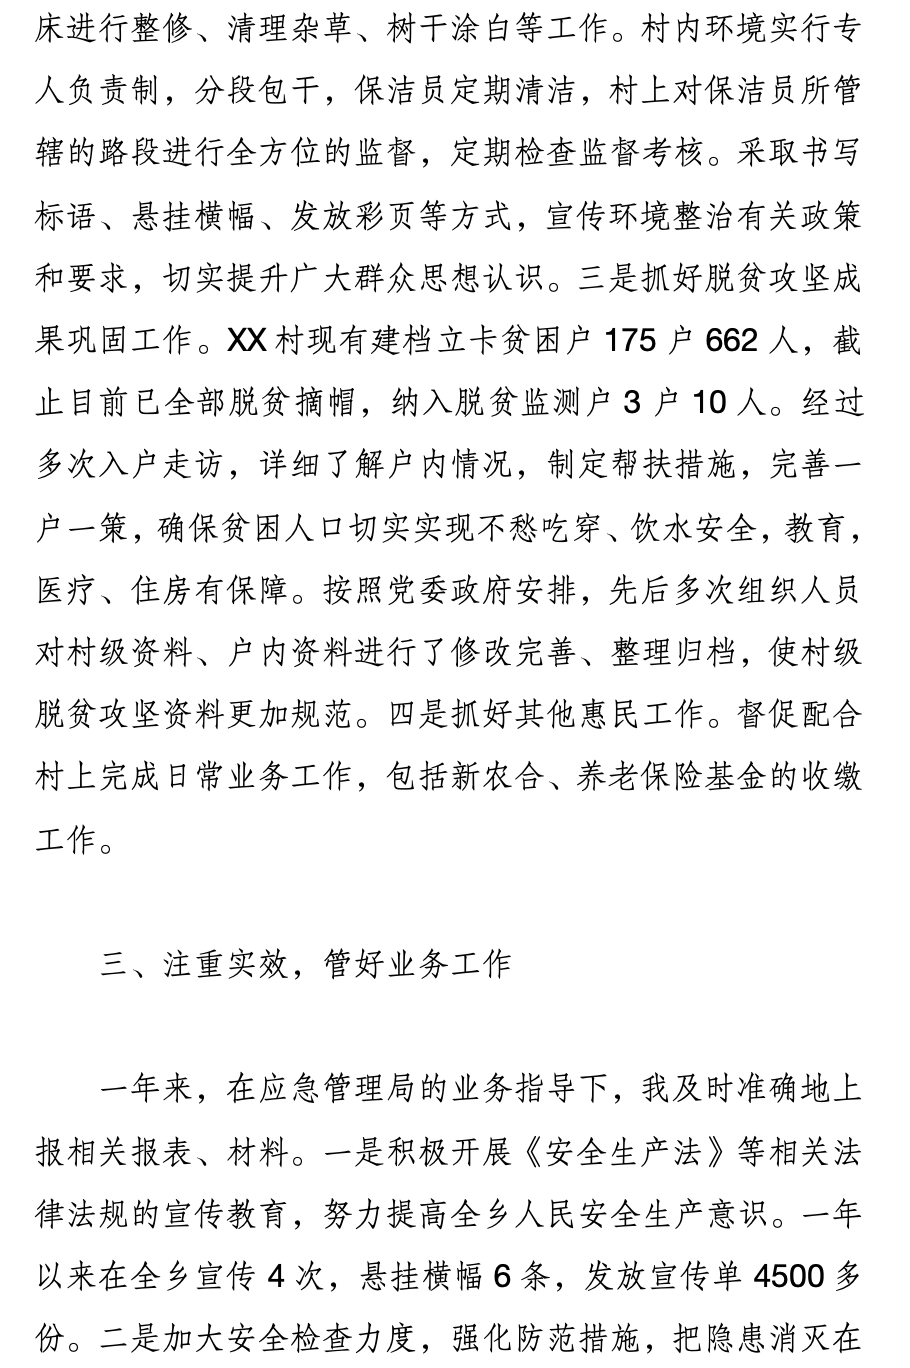 床进行整修、清理杂草、树干涂白等工作。村内环境实行专
人负责制，分段包干，保洁员定期清洁，村上对保洁员所管
辖的路段进行全方位的监督，定期检查监督考核。采取书写
标语、悬挂横幅、发放彩页等方式，宣传环境整治有关政策
和要求，切实提升广大群众思想认识。三是抓好脱贫攻坚成
果巩固工作。XX 村现有建档立卡贫困户 175 户 662 人，截
止目前已全部脱贫摘帽，纳入脱贫监测户 3 户 10 人。经过
多次入户走访，详细了解户内情况，制定帮扶措施，完善一
户一策，确保贫困人口切实实现不愁吃穿、饮水安全，教育，
医疗、住房有保障。按照党委政府安排，先后多次组织人员
对村级资料、户内资料进行了修改完善、整理归档，使村级
脱贫攻坚资料更加规范。四是抓好其他惠民工作。督促配合
村上完成日常业务工作，包括新农合、养老保险基金的收缴
工作。
三、注重实效，管好业务工作
一年来，在应急管理局的业务指导下，我及时准确地上
报相关报表、材料。一是积极开展《安全生产法》等相关法
律法规的宣传教育，努力提高全乡人民安全生产意识。一年
以来在全乡宣传 4 次，悬挂横幅 6 条，发放宣传单 4500 多
份。二是加大安全检查力度，强化防范措施，把隐患消灭在